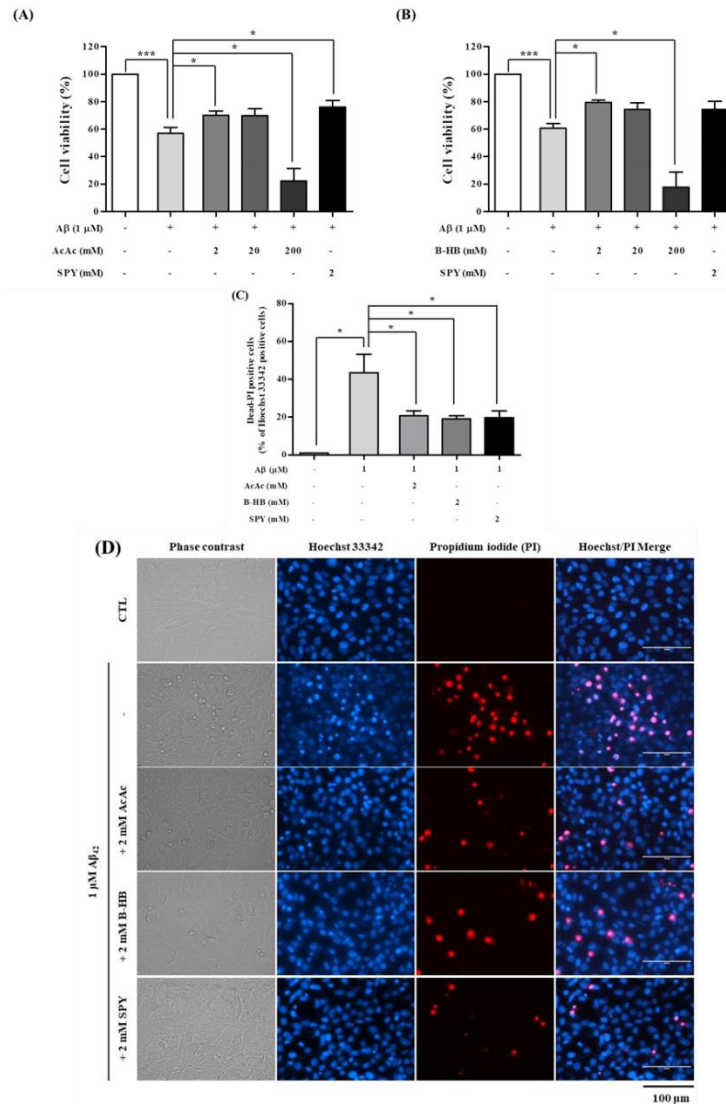 (A)
*
*
***
*
120
100
80
60
40
20
0
Cell viability (%)
Aβ (1 μM) - + + + + +
AcAc (mM) - - 2 20 200 -
SPY (mM) - - - - - 2
(B)
*
***
*
120
100
80
60
40
20
0
Cell viability (%)
Aβ (1 μM) - + + + + +
B-HB (mM) - - 2 20 200 -
SPY (mM) - - - - - 2
(C)
*
*
*
*
80
60
40
20
0
Dead-PI positive cells
(% of Hoechst 33342 positive cells)
Aβ (μM) - 1 1 1 1
AcAc (mM) - - 2 - -
B-HB (mM) - - - 2 -
SPY (mM) - - - - 2
(D)
Phase contrast Hoechst 33342 Propidium iodide (PI) Hoechst/PI Merge
CTL
-
+ 2 mM AcAc
+ 2 mM B-HB
+ 2 mM SPY
1 μM Aβ42
100 μm